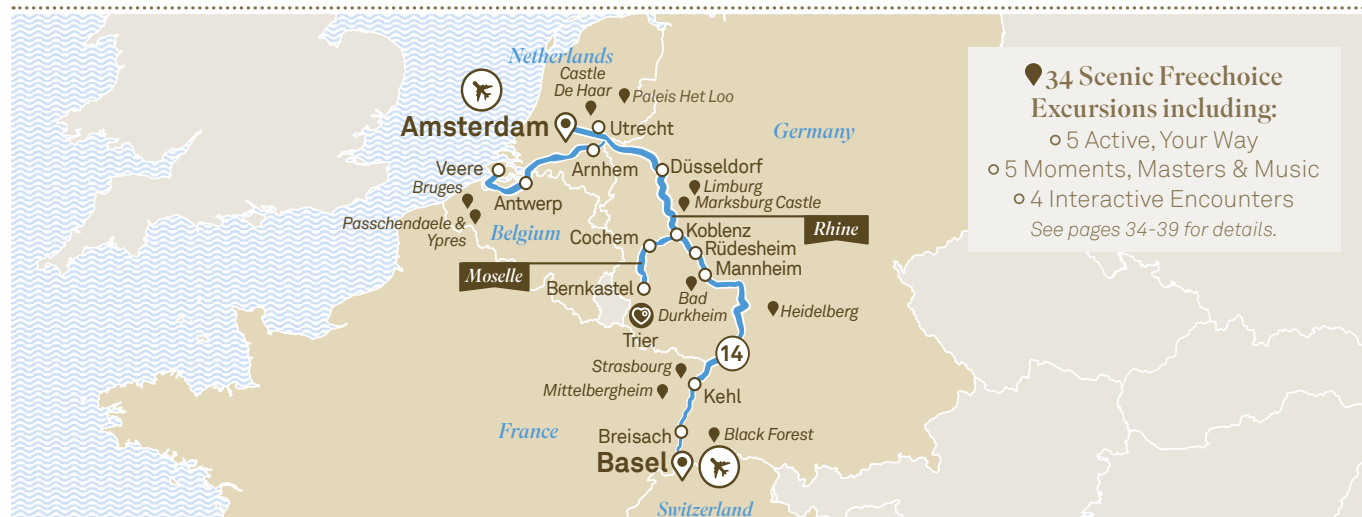 Netherlands
Castle
De Haar
Paleis Het Loo
Amsterdam
Utrecht
Germany
Veere
Arnhem
Düsseldorf
Bruges
Limburg
Marksburg Castle
Antwerp
Passchendaele &
Ypres
Belgium
Cochem
Koblenz
Rhine
Rüdesheim
Mannheim
Moselle
Bernkastel
Bad
Durkheim
Heidelberg
Trier
14
Strasbourg
Mittelbergheim
Kehl
France
Breisach
Black Forest
Basel
Switzerland
34 Scenic Freechoice
Excursions including:
5 Active, Your Way
5 Moments, Masters & Music
4 Interactive Encounters
See pages 34-39 for details.